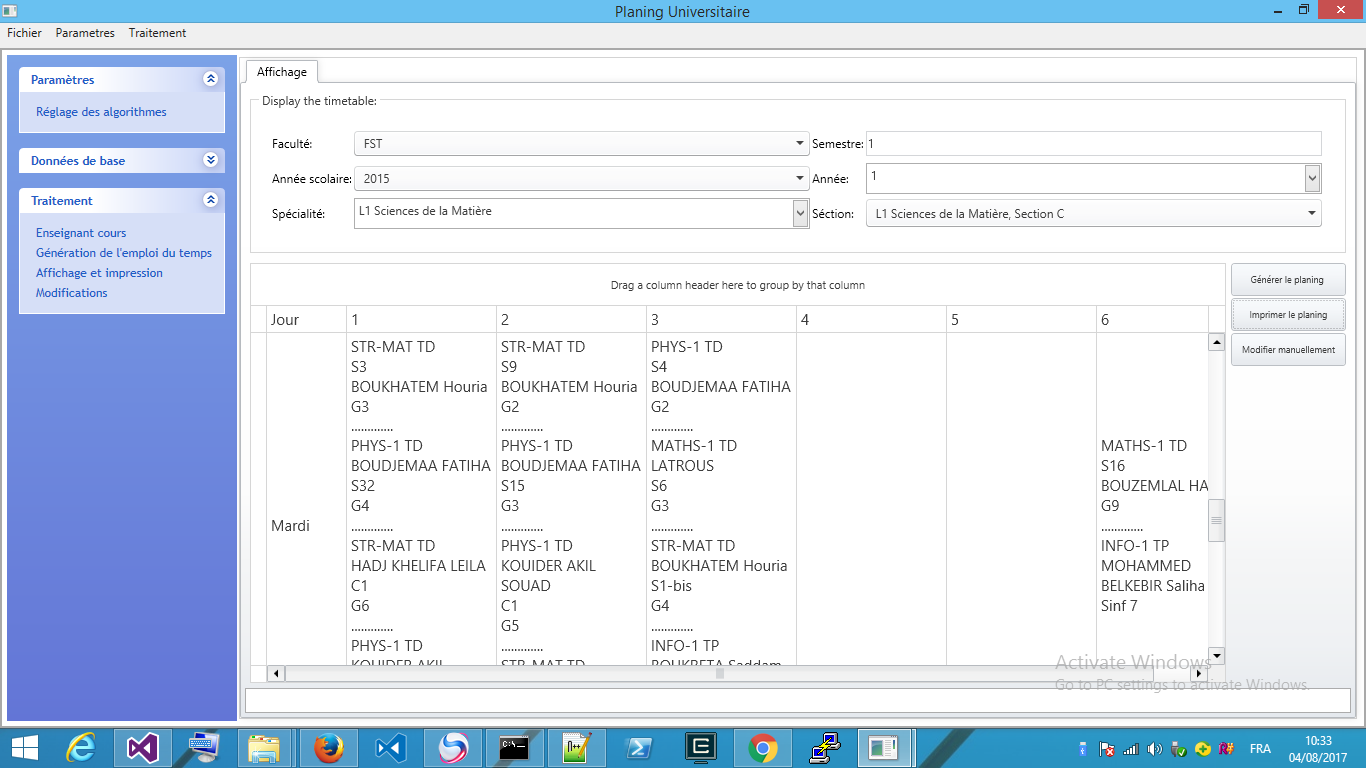 Planing Universitaire
Fichier Parametres Traitement
Paramètres
Réglage des algorithmes
Données de base
Traitement
Enseignant cours
Génération de l'emploi du temps
Affichage et impression
Modifications
Affichage
Display the timetable:
Faculté: FST Semestre: 1
Année scolaire: 2015 Année: 1
Spécialité: L1 Sciences de la Matière Séction: L1 Sciences de la Matière, Section C
Drag a column header here to group by that column
Générer le planing
Imprimer le planing
Modifier manuellement
Jour 1 2 3 4 5 6
Mardi
STR-MAT TD
S3
BOUKHATEM Houria
G3
.............
PHYS-1 TD
BOUDJEMAA FATIHA
S32
G4
.............
STR-MAT TD
HADJ KHELIFA LEILA
C1
G6
.............
PHYS-1 TD
KOUIDER AKIL
STR-MAT TD
S9
BOUKHATEM Houria
G2
.............
PHYS-1 TD
BOUDJEMAA FATIHA
S15
G3
.............
PHYS-1 TD
KOUIDER AKIL
SOUAD
C1
G5
.............
STR-MAT TD
PHYS-1 TD
S4
BOUDJEMAA FATIHA
G2
.............
MATHS-1 TD
LATROUS
S6
G3
.............
STR-MAT TD
BOUKHATEM Houria
S1-bis
G4
.............
INFO-1 TP
BOUKRETA Saddam
MATHS-1 TD
S16
BOUZEMLAL HA
G9
.............
INFO-1 TP
MOHAMMED
BELKEBIR Saliha
Sinf 7
Activate Windows
Go to PC settings to activate Windows.
FRA
10:33
04/08/2017